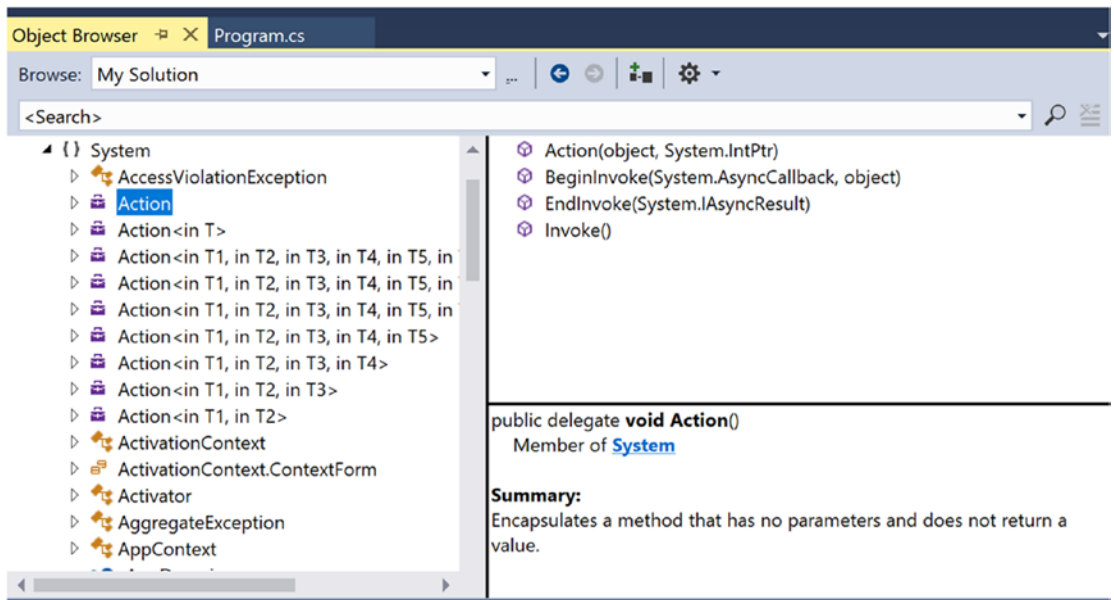 Object Browser
Program.cs
Browse: My Solution
...
<Search>
{ } System
AccessViolationException
Action
Action<in T>
Action<in T1, in T2, in T3, in T4, in T5, in
Action<in T1, in T2, in T3, in T4, in T5, in
Action<in T1, in T2, in T3, in T4, in T5, in
Action<in T1, in T2, in T3, in T4, in T5>
Action<in T1, in T2, in T3, in T4>
Action<in T1, in T2, in T3>
Action<in T1, in T2>
ActivationContext
ActivationContext.ContextForm
Activator
AggregateException
AppContext
Action(object, System.IntPtr)
BeginInvoke(System.AsyncCallback, object)
EndInvoke(System.IAsyncResult)
Invoke()
public delegate void Action()
Member of System
Summary:
Encapsulates a method that has no parameters and does not return a
value.